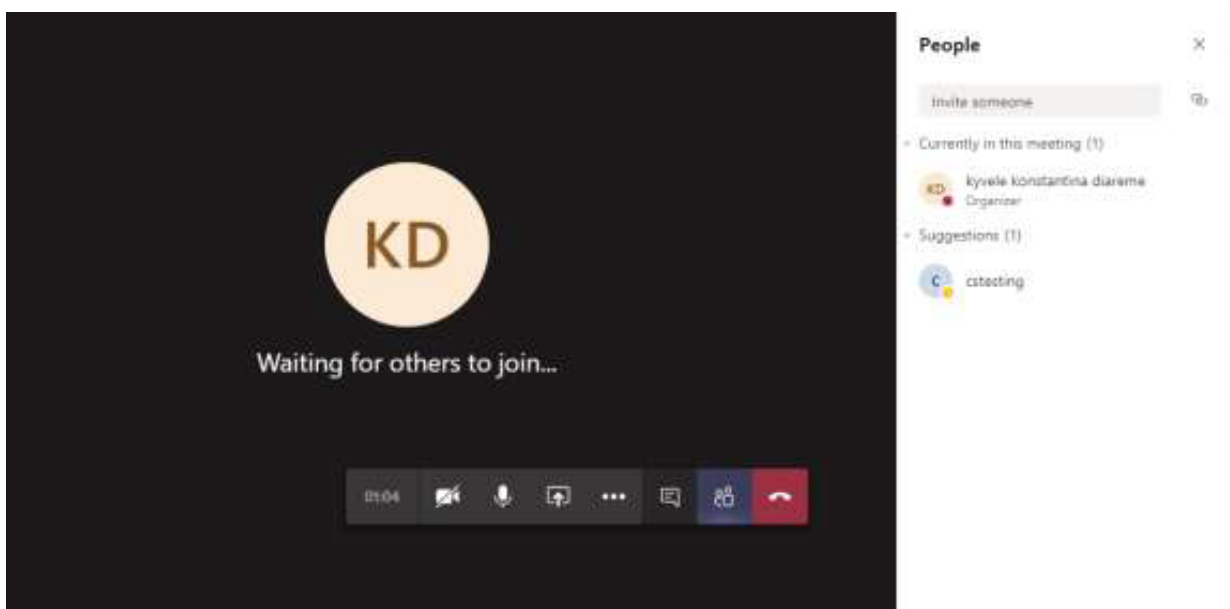 People
Invite someone
Currently in this meeting (1)
KD
kyvele konstantina diareme
Organizer
Suggestions (1)
C
cstesting
KD
Waiting for others to join...
01:04